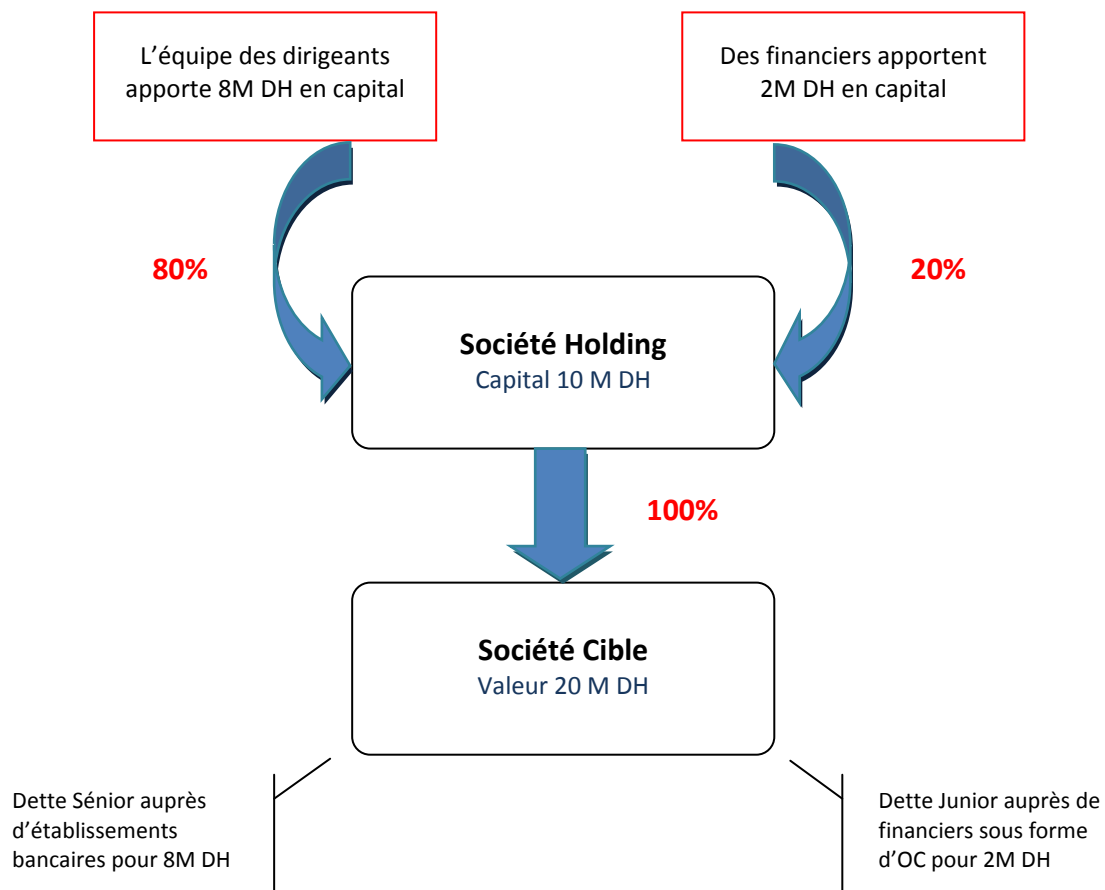 L’équipe des dirigeants
apporte 8M DH en capital
Des financiers apportent
2M DH en capital
80%
20%
Société Holding
Capital 10 M DH
100%
Société Cible
Valeur 20 M DH
Dette Sénior auprès
d’établissements
bancaires pour 8M DH
Dette Junior auprès de
financiers sous forme
d’OC pour 2M DH